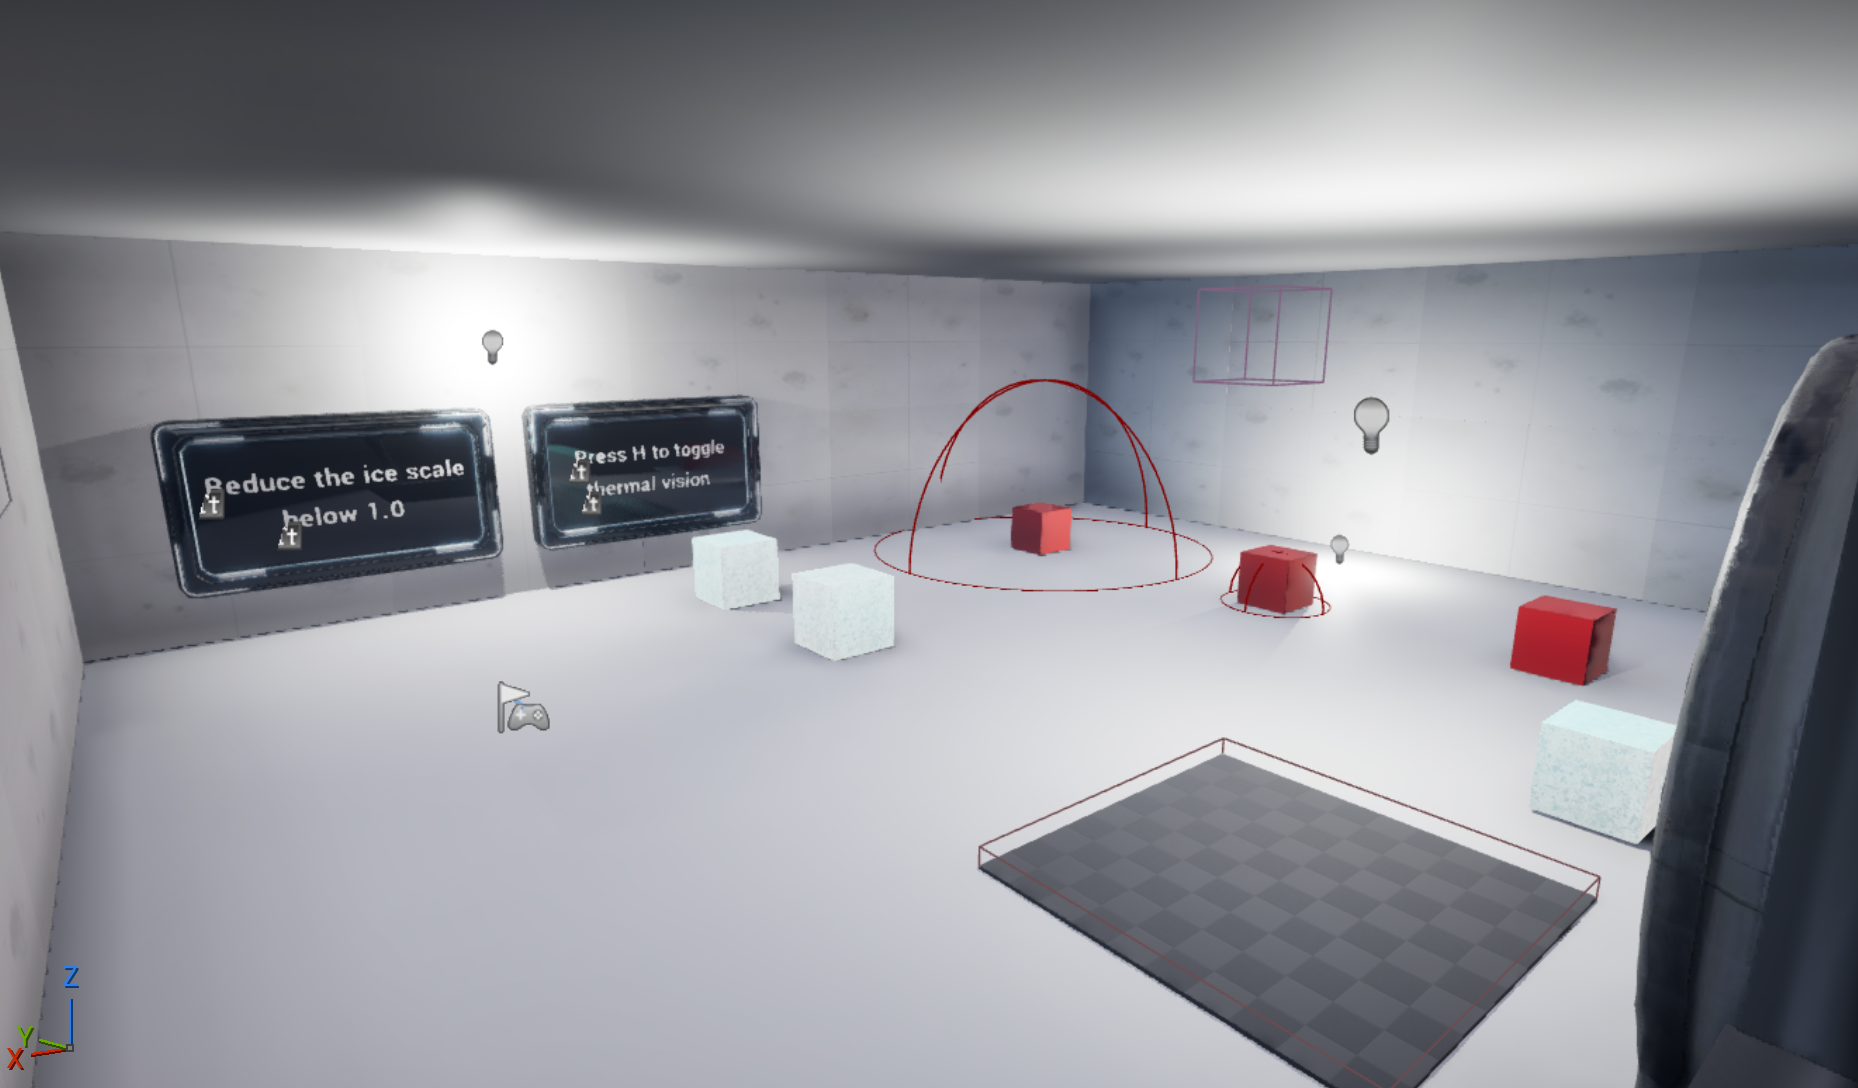 Reduce the ice scale
below 1.0
Press H to toggle
thermal vision
Z
Y
X